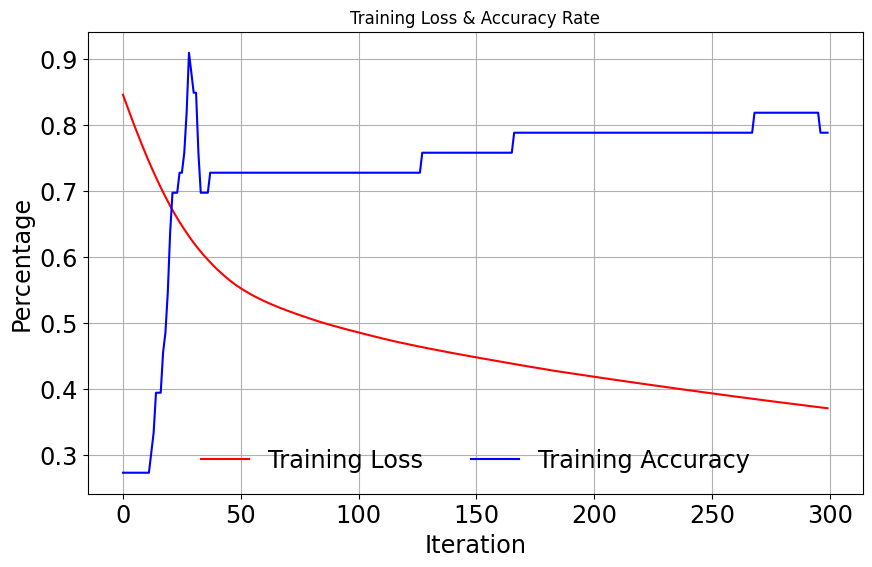 Training Loss & Accuracy Rate
0.9
0.8
0.7
0.6
0.5
0.4
0.3
Percentage
Training Loss
Training Accuracy
0 50 100 150 200 250 300
Iteration